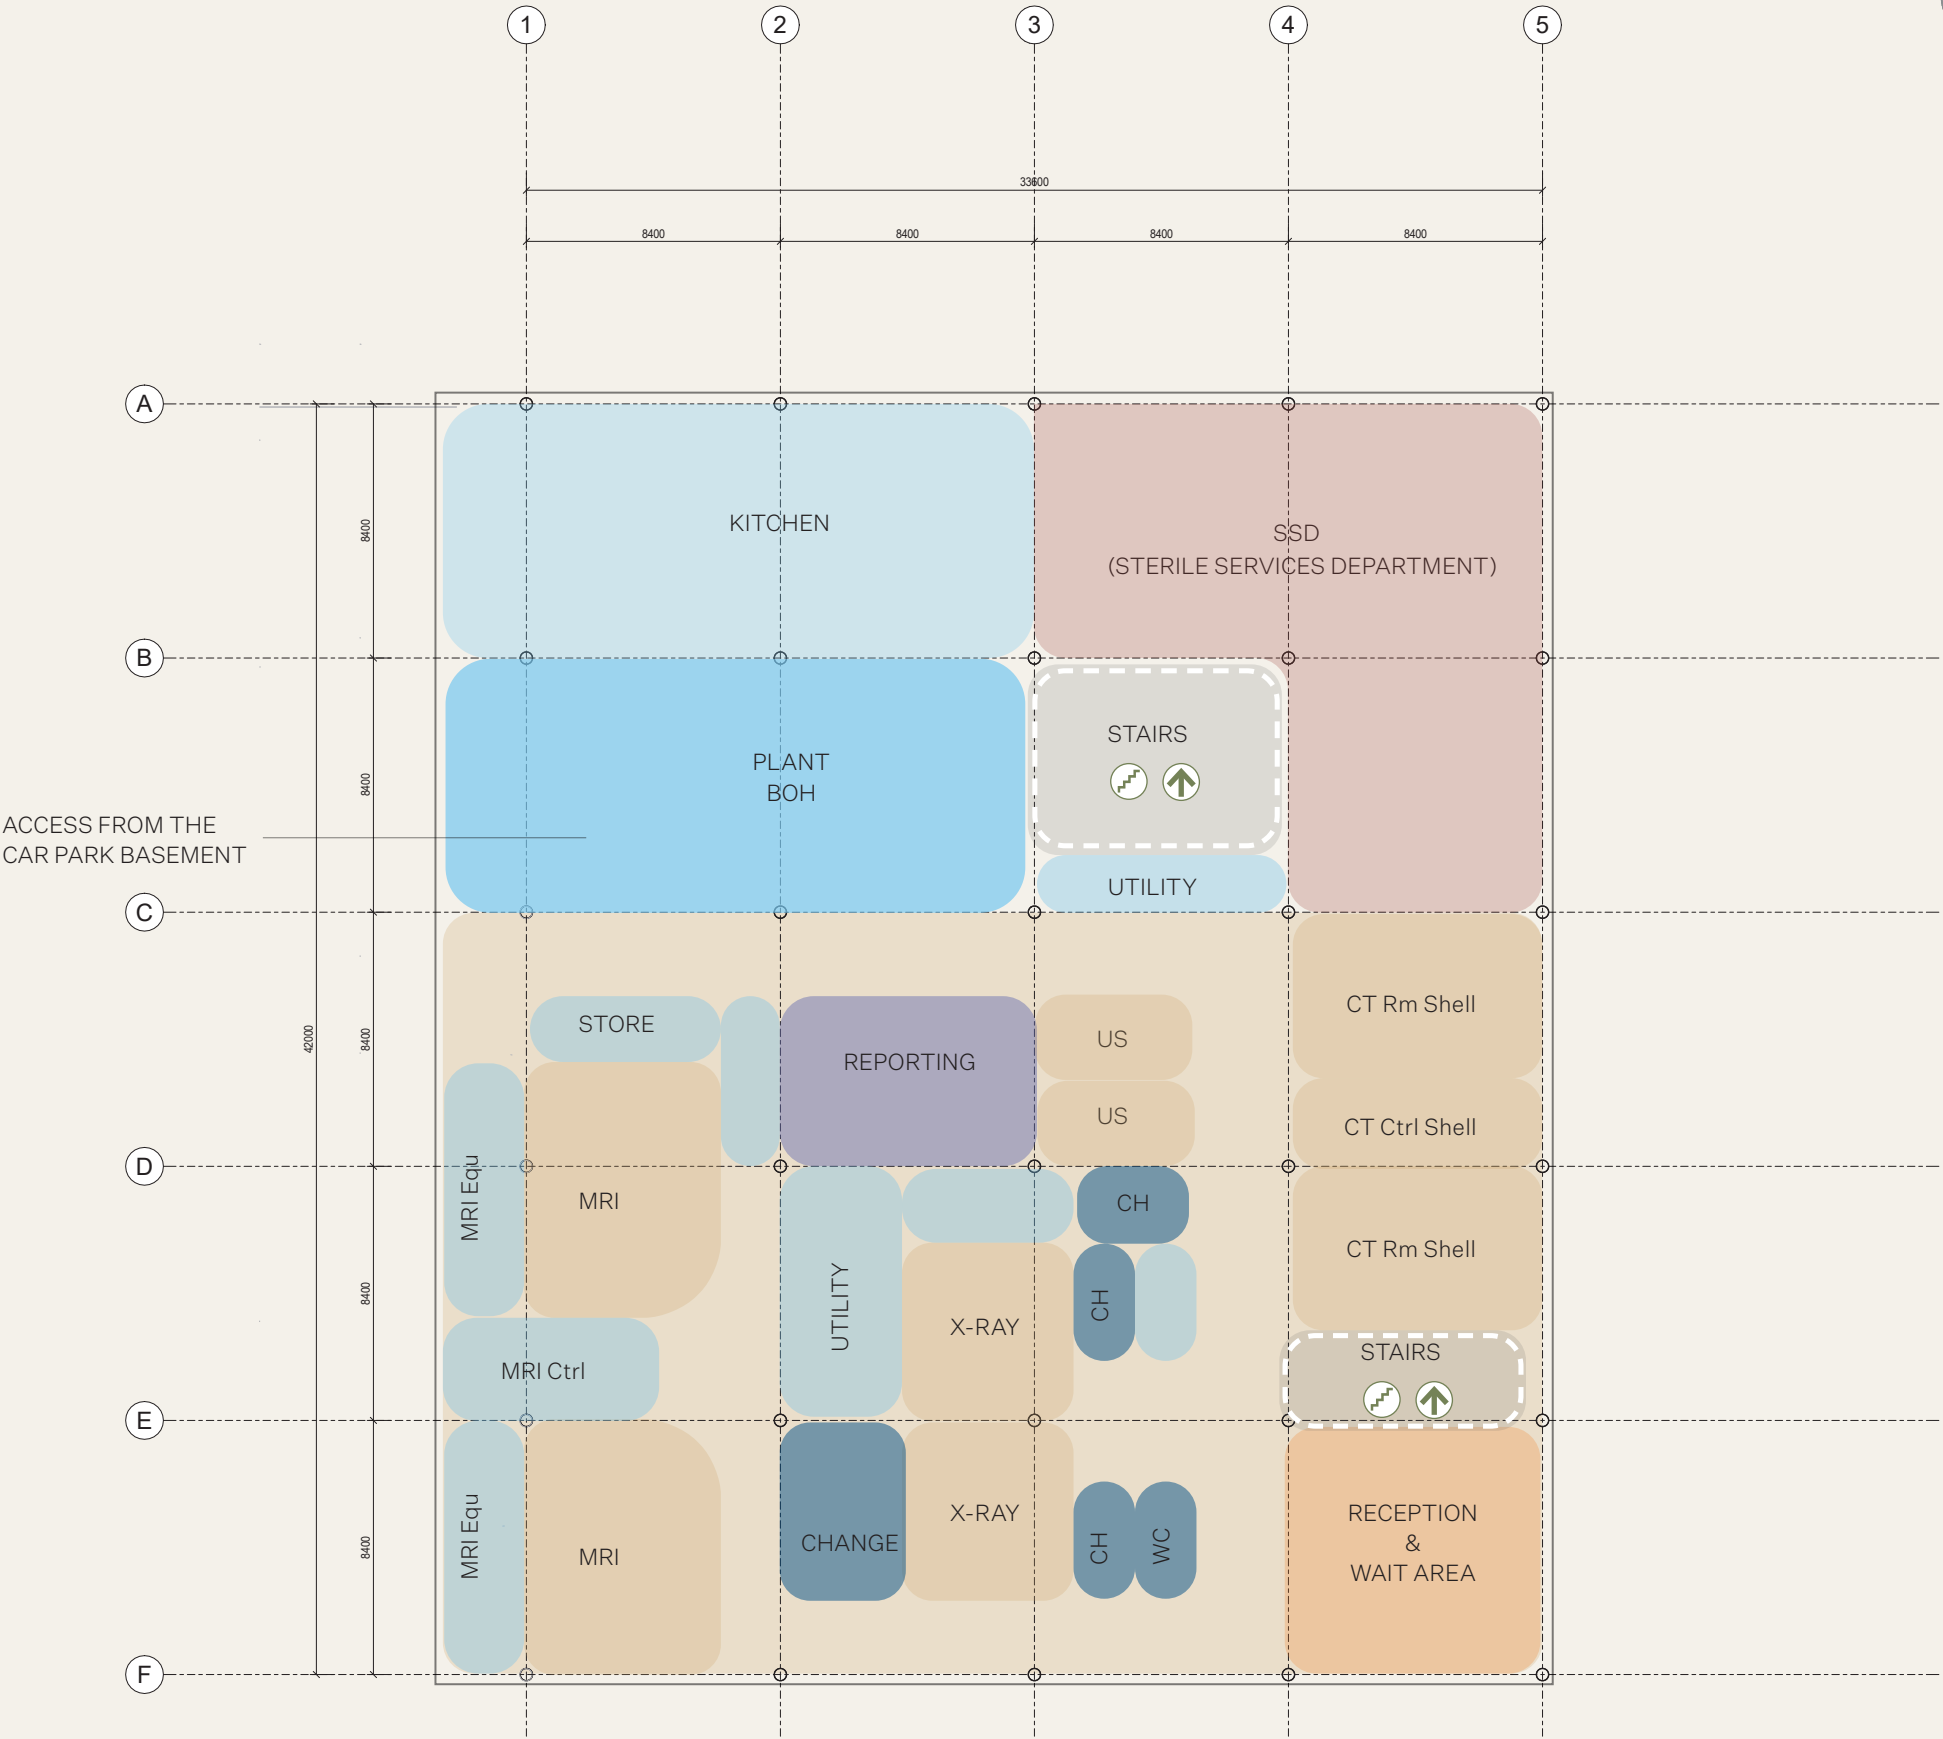 1 2 3 4 5
33600
8400 8400 8400 8400
A
KITCHEN
SSD
(STERILE SERVICES DEPARTMENT)
8400
B
STAIRS
PLANT
BOH
8400
ACCESS FROM THE
CAR PARK BASEMENT
UTILITY
C
CT Rm Shell
STORE
US
REPORTING
42000
8400
US
CT Ctrl Shell
D
MRI Equ
MRI
CH
CT Rm Shell
8400
UTILITY
CH
X-RAY
STAIRS
MRI Ctrl
E
RECEPTION
&
WAIT AREA
X-RAY
MRI Equ
CHANGE
CH
WC
8400
MRI
F